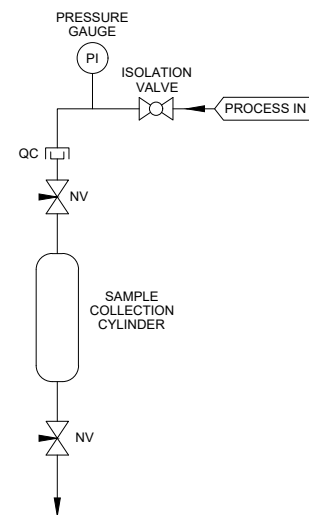 PRESSURE
GAUGE
PI
ISOLATION
VALVE
PROCESS IN
QC
NV
SAMPLE
COLLECTION
CYLINDER
NV